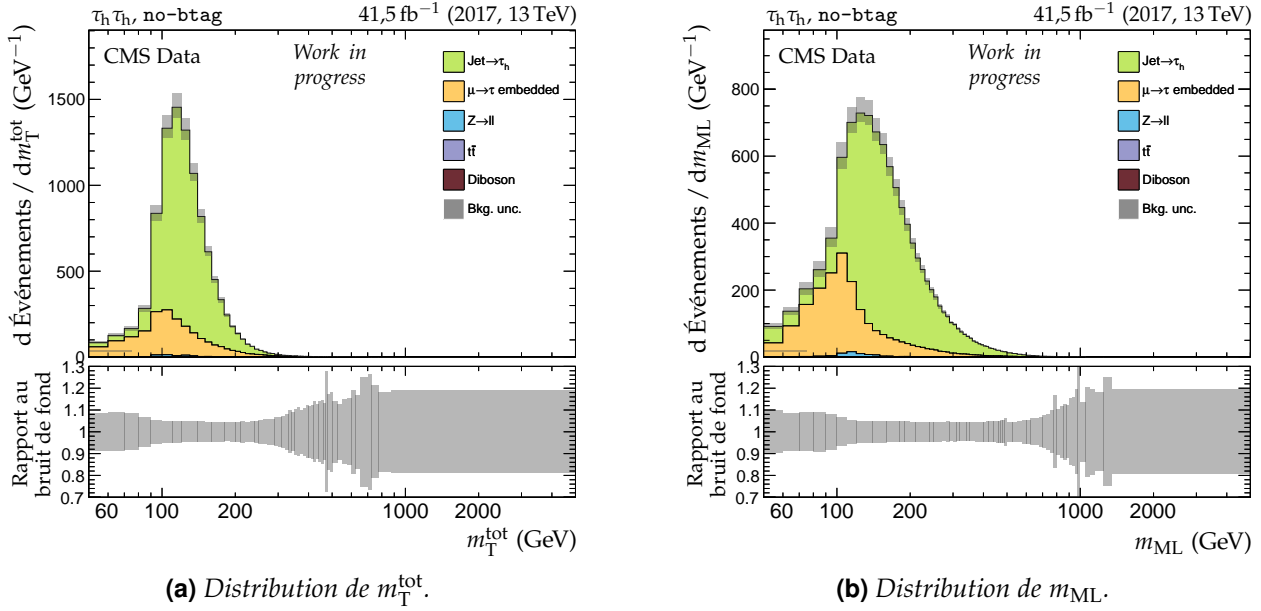 τhτh, no-btag 41,5 fb⁻¹ (2017, 13 TeV)
CMS Data
Work in
progress
Jet→τh
μ→τ embedded
Z→ll
tt̄
Diboson
Bkg. unc.
d Événements / dm_T^tot (GeV⁻¹)
1500
1000
500
0
Rapport au
bruit de fond
1.3
1.2
1.1
1
0.9
0.8
0.7
60 100 200 1000 2000
m_T^tot (GeV)
(a) Distribution de m_T^tot.
τhτh, no-btag 41,5 fb⁻¹ (2017, 13 TeV)
CMS Data
Work in
progress
Jet→τh
μ→τ embedded
Z→ll
tt̄
Diboson
Bkg. unc.
d Événements / dm_ML (GeV⁻¹)
800
600
400
200
0
Rapport au
bruit de fond
1.3
1.2
1.1
1
0.9
0.8
0.7
60 100 200 1000 2000
m_ML (GeV)
(b) Distribution de m_ML.